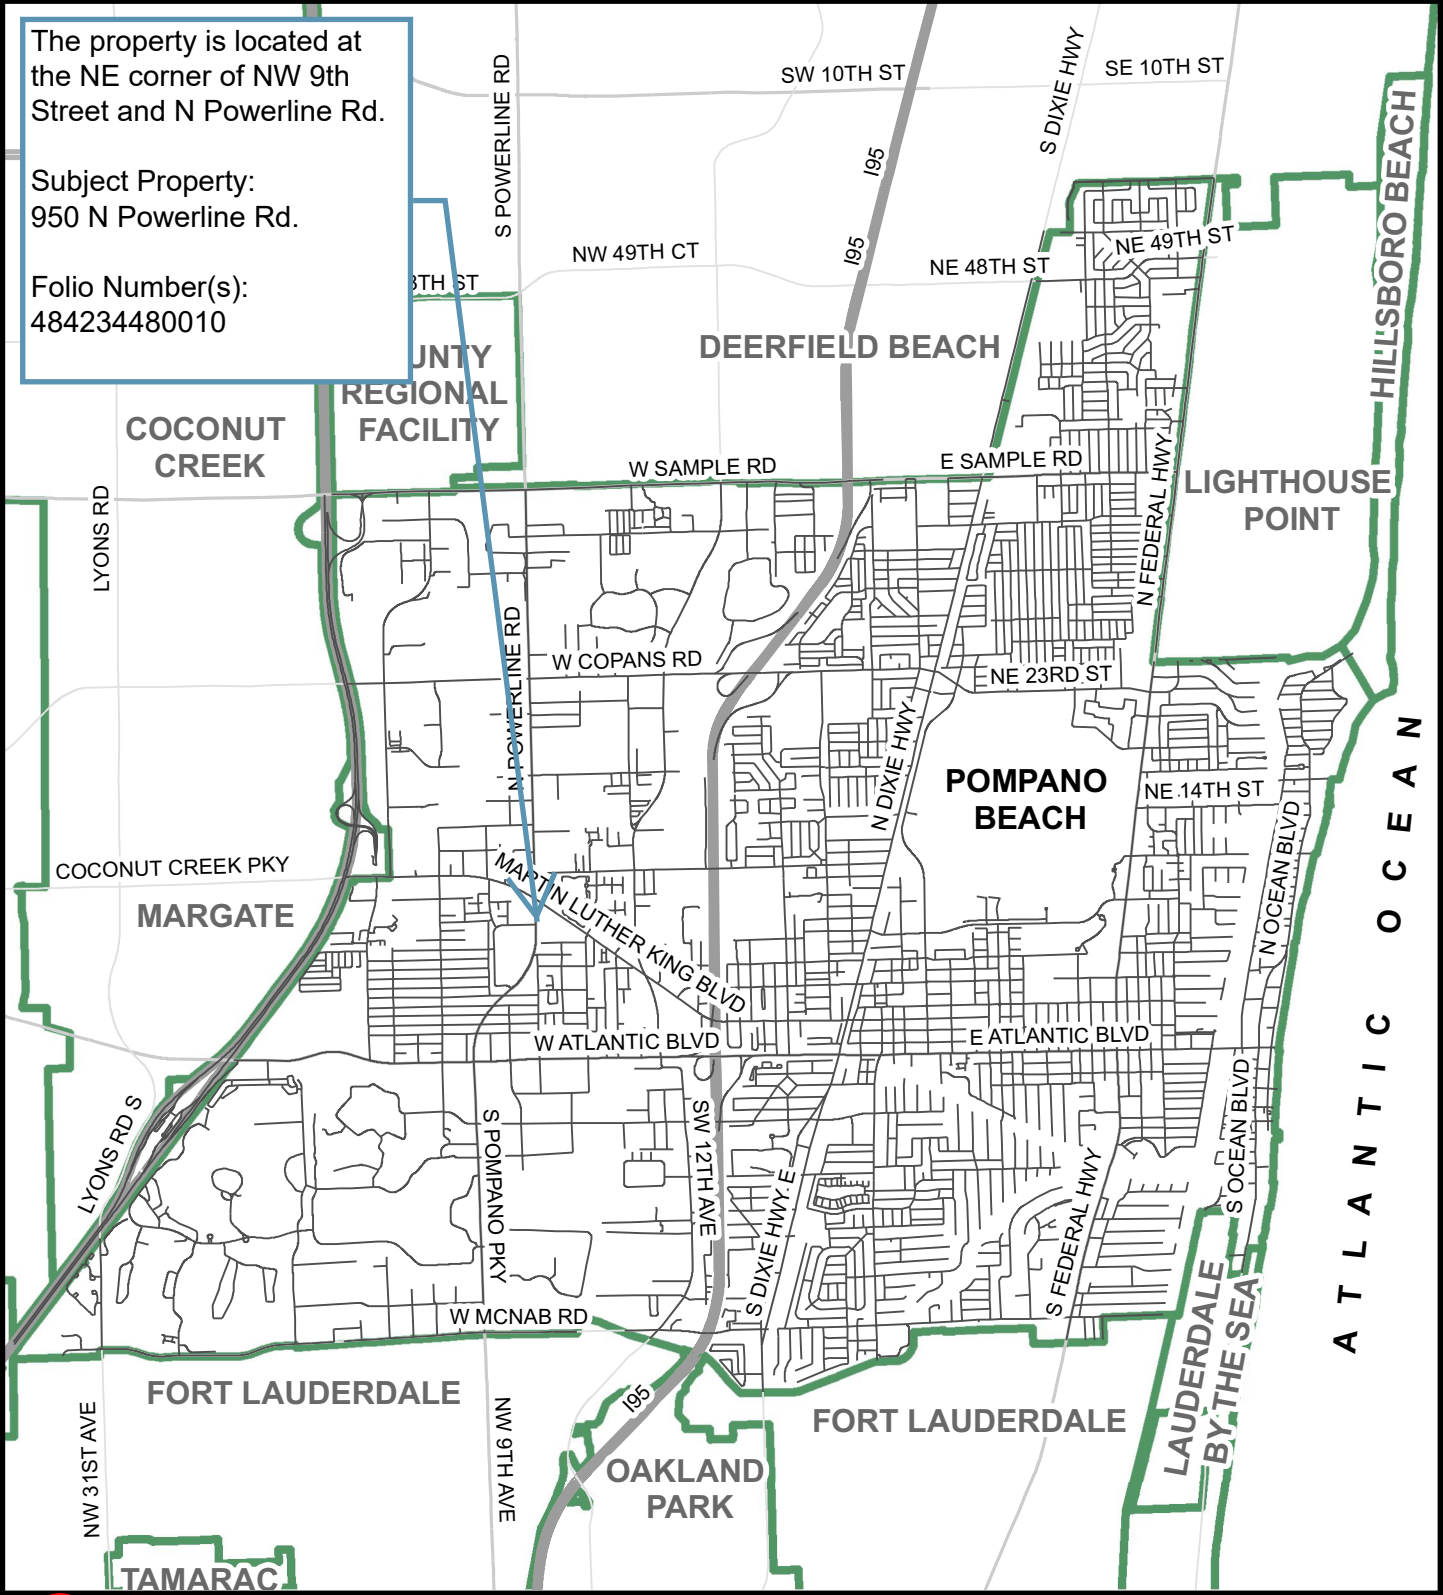 The property is located at
the NE corner of NW 9th
Street and N Powerline Rd.
Subject Property:
950 N Powerline Rd.
Folio Number(s):
484234480010
S POWERLINE RD
SW 10TH ST
I95
S DIXIE HWY
SE 10TH ST
HILLSBORO BEACH
NW 49TH CT
I95
NE 48TH ST
NE 49TH ST
8TH ST
DEERFIELD BEACH
UNTY
REGIONAL
FACILITY
COCONUT
CREEK
W SAMPLE RD
E SAMPLE RD
LIGHTHOUSE
POINT
LYONS RD
N FEDERAL HWY
N POWERLINE RD
W COPANS RD
NE 23RD ST
N DIXIE HWY
POMPANO
BEACH
NE 14TH ST
N OCEAN BLVD
ATLANTIC OCEAN
COCONUT CREEK PKY
MARGATE
MARTIN LUTHER KING BLVD
W ATLANTIC BLVD
E ATLANTIC BLVD
LYONS RD S
S POMPANO PKY
SW 12TH AVE
S DIXIE HWY E
S FEDERAL HWY
S OCEAN BLVD
W MCNAB RD
LAUDERDALE
BY THE SEA
FORT LAUDERDALE
I95
FORT LAUDERDALE
NW 31ST AVE
NW 9TH AVE
OAKLAND
PARK
TAMARAC